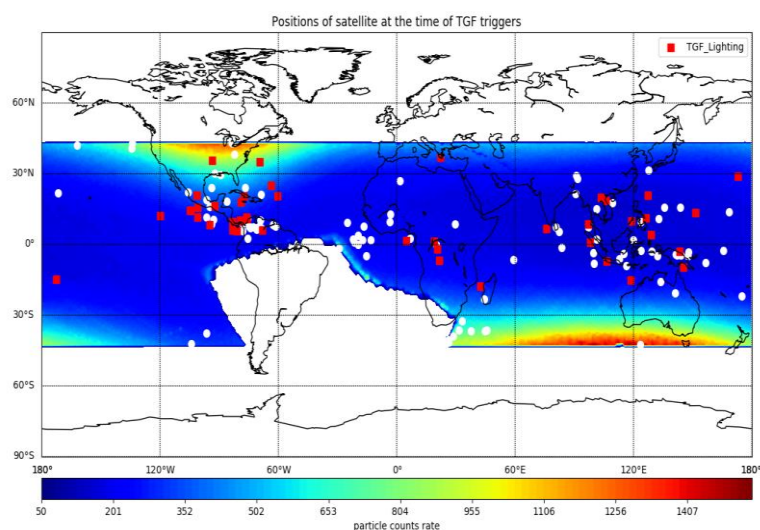 Positions of satellite at the time of TGF triggers
TGF_Lighting
60°N
30°N
0°
30°S
60°S
90°S
180° 120°W 60°W 0° 60°E 120°E 180°
50 201 352 502 653 804 955 1106 1256 1407
particle counts rate